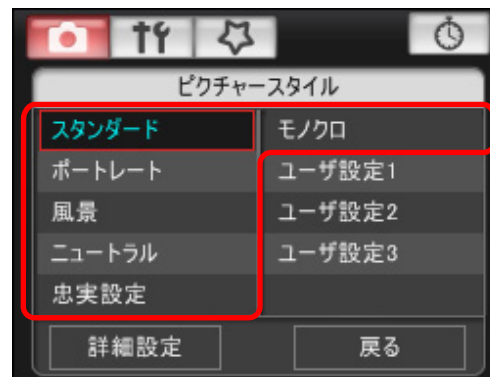 ピクチャースタイル
スタンダード
モノクロ
ポートレート
ユーザ設定1
風景
ユーザ設定2
ニュートラル
ユーザ設定3
忠実設定
詳細設定
戻る